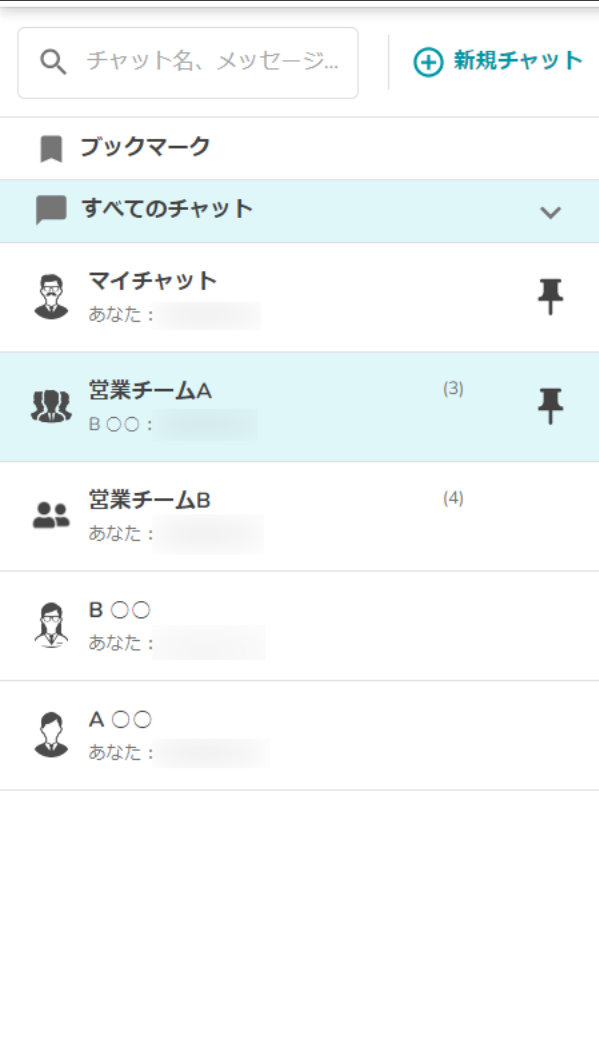 チャット名、メッセージ...
新規チャット
ブックマーク
すべてのチャット
マイチャット
あなた：
営業チームA
(3)
B 〇〇：
営業チームB
(4)
あなた：
B 〇〇
あなた：
A 〇〇
あなた：